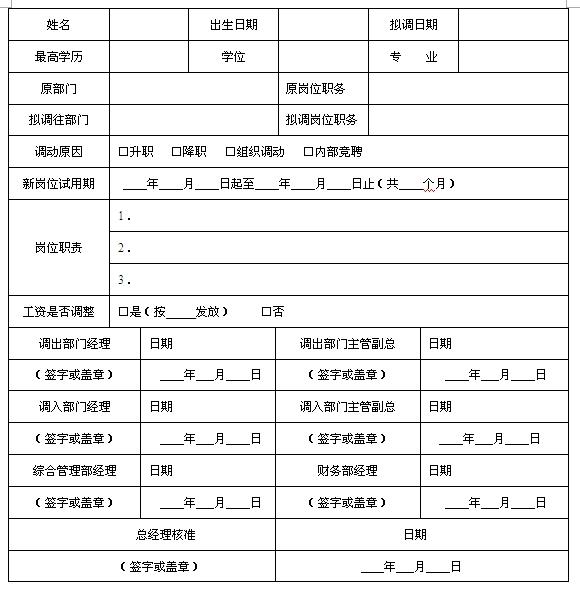 姓名 出生日期 拟调日期
最高学历 学位 专　业
原部门 原岗位职务
拟调往部门 拟调岗位职务
调动原因 □升职 □降职 □组织调动 □内部竞聘
新岗位试用期 ____年____月____日起至____年____月____日止（共____个月）
岗位职责
1.
2.
3.
工资是否调整 □是（按_____发放） □否
调出部门经理 日期 调出部门主管副总 日期
（签字或盖章） ____年___月____日 （签字或盖章） ____年___月____日
调入部门经理 日期 调入部门主管副总 日期
（签字或盖章） ____年___月____日 （签字或盖章） ____年___月____日
综合管理部经理 日期 财务部经理 日期
（签字或盖章） ____年___月____日 （签字或盖章） ____年___月____日
总经理核准 日期
（签字或盖章） ____年___月____日